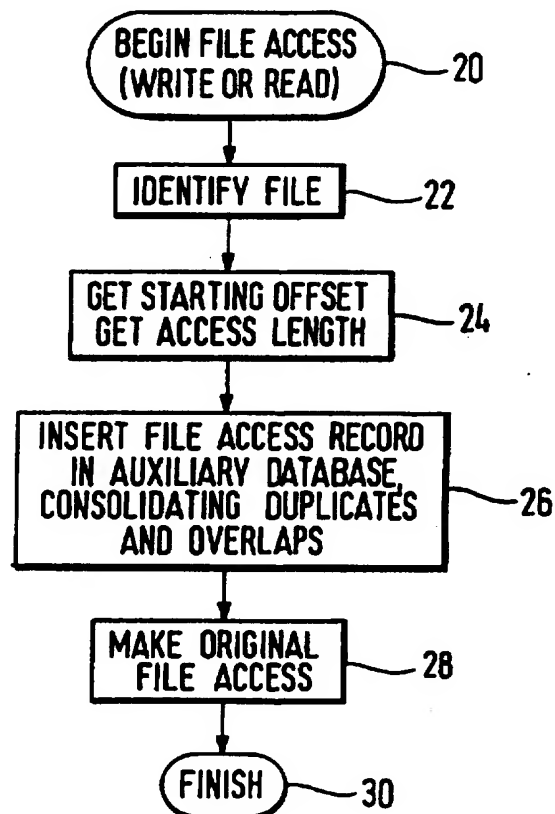 BEGIN FILE ACCESS
(WRITE OR READ)
20
IDENTIFY FILE
22
GET STARTING OFFSET
GET ACCESS LENGTH
24
INSERT FILE ACCESS RECORD
IN AUXILIARY DATABASE,
CONSOLIDATING DUPLICATES
AND OVERLAPS
26
MAKE ORIGINAL
FILE ACCESS
28
FINISH
30